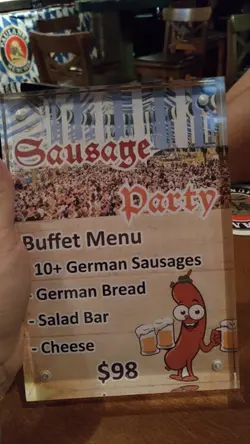 Sausage
Party
Buffet Menu
10+ German Sausages
- German Bread
- Salad Bar
- Cheese
$98